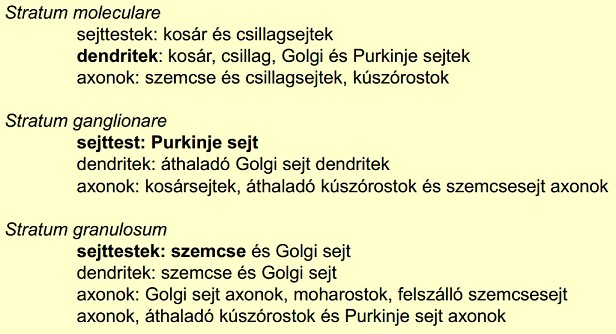 Stratum moleculare
sejttestek: kosár és csillagsejtek
dendritek: kosár, csillag, Golgi és Purkinje sejtek
axonok: szemcse és csillagsejtek, kúszórostok
Stratum ganglionare
sejttest: Purkinje sejt
dendritek: áthaladó Golgi sejt dendritek
axonok: kosársejtek, áthaladó kúszórostok és szemcsesejt axonok
Stratum granulosum
sejttestek: szemcse és Golgi sejt
dendritek: szemcse és Golgi sejt
axonok: Golgi sejt axonok, moharostok, felszálló szemcsesejt
axonok, áthaladó kúszórostok és Purkinje sejt axonok